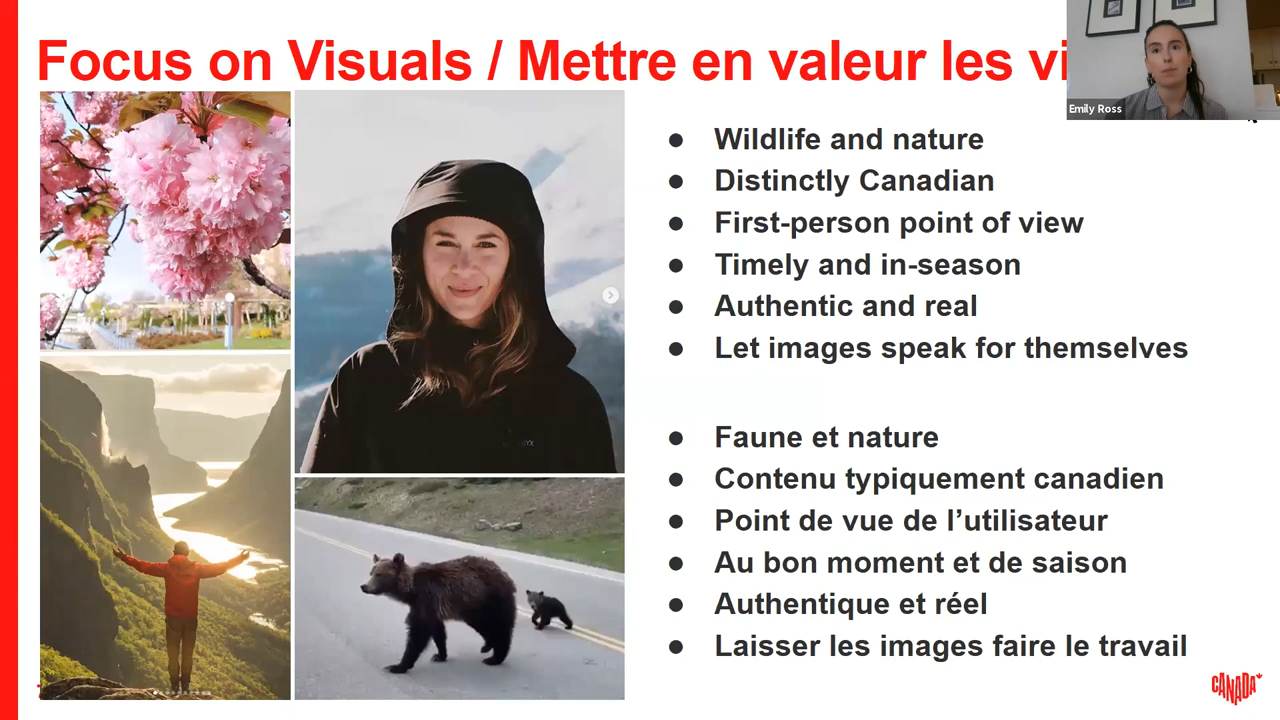 Focus on Visuals / Mettre en valeur les vi
Emily Ross
● Wildlife and nature
● Distinctly Canadian
● First-person point of view
● Timely and in-season
● Authentic and real
● Let images speak for themselves
● Faune et nature
● Contenu typiquement canadien
● Point de vue de l’utilisateur
● Au bon moment et de saison
● Authentique et réel
● Laisser les images faire le travail
CANADA